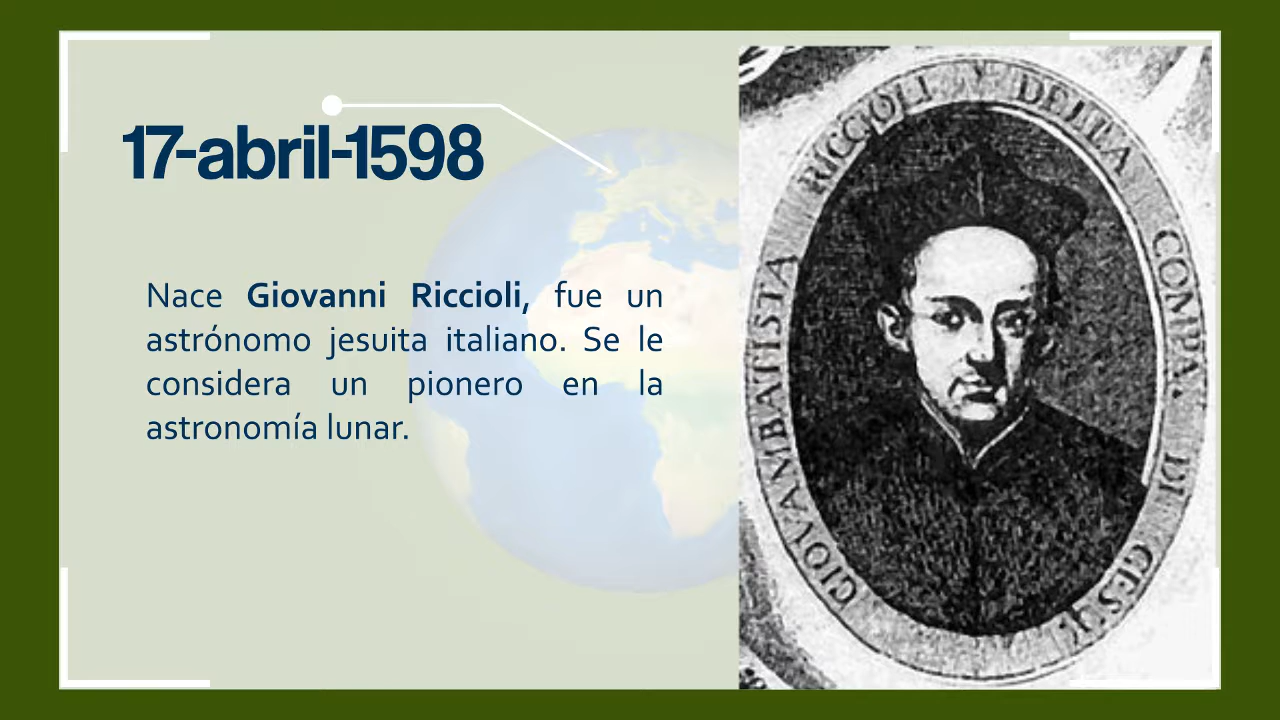 17-abril-1598
Nace Giovanni Riccioli, fue un
astrónomo jesuita italiano. Se le
considera un pionero en la
astronomía lunar.
GIOVAMBATISTA RICCIOLI DELLA COMPA. DI GIESV.